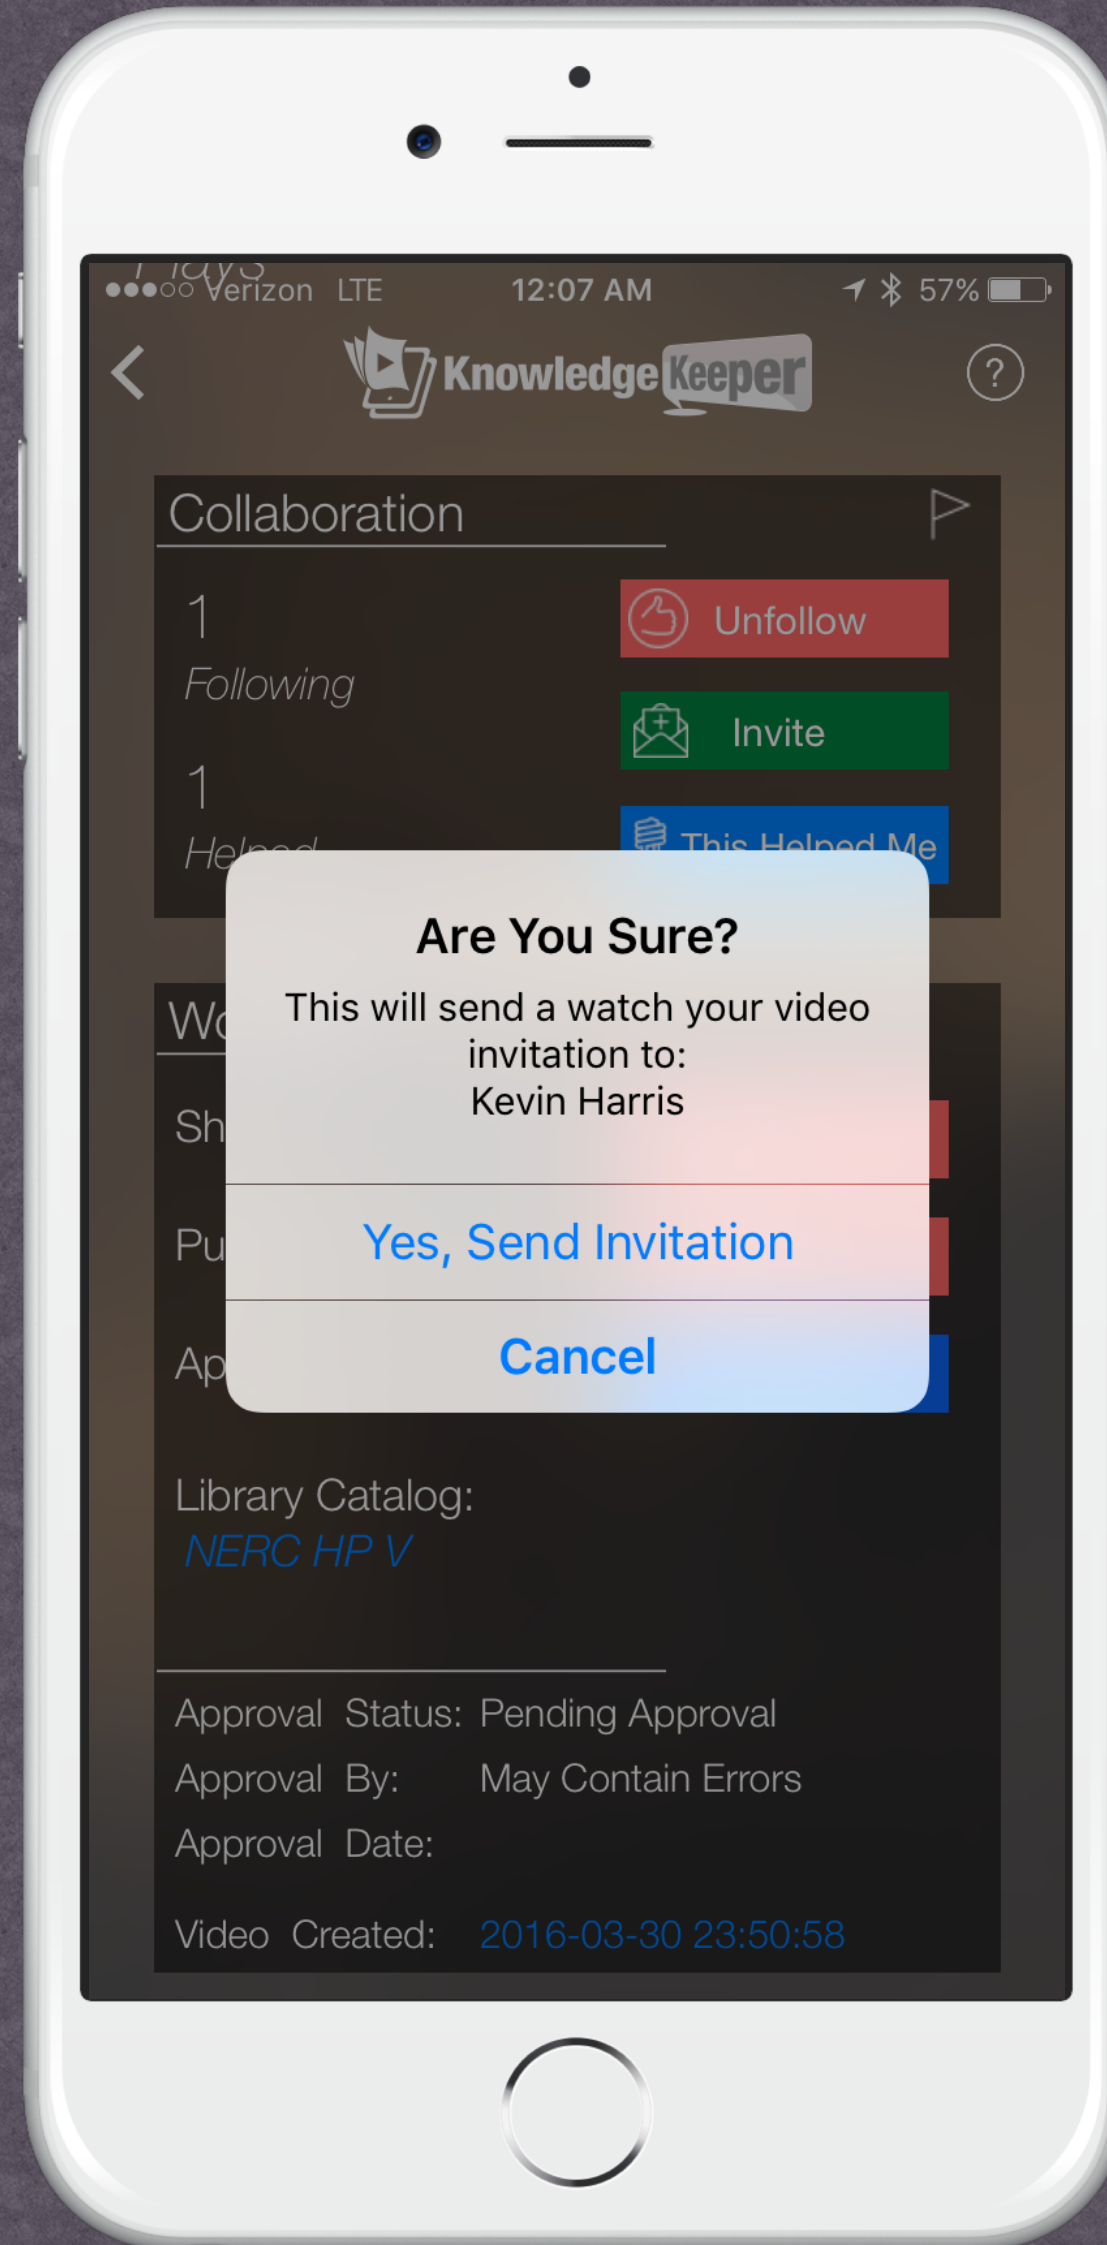 Verizon LTE 12:07 AM 57%
KnowledgeKeeper
?
Collaboration
1
Following
Unfollow
Invite
1
Helped
This Helped Me
Are You Sure?
This will send a watch your video
invitation to:
Kevin Harris
Yes, Send Invitation
Cancel
Library Catalog:
NERC HP V
Approval Status: Pending Approval
Approval By: May Contain Errors
Approval Date:
Video Created: 2016-03-30 23:50:58